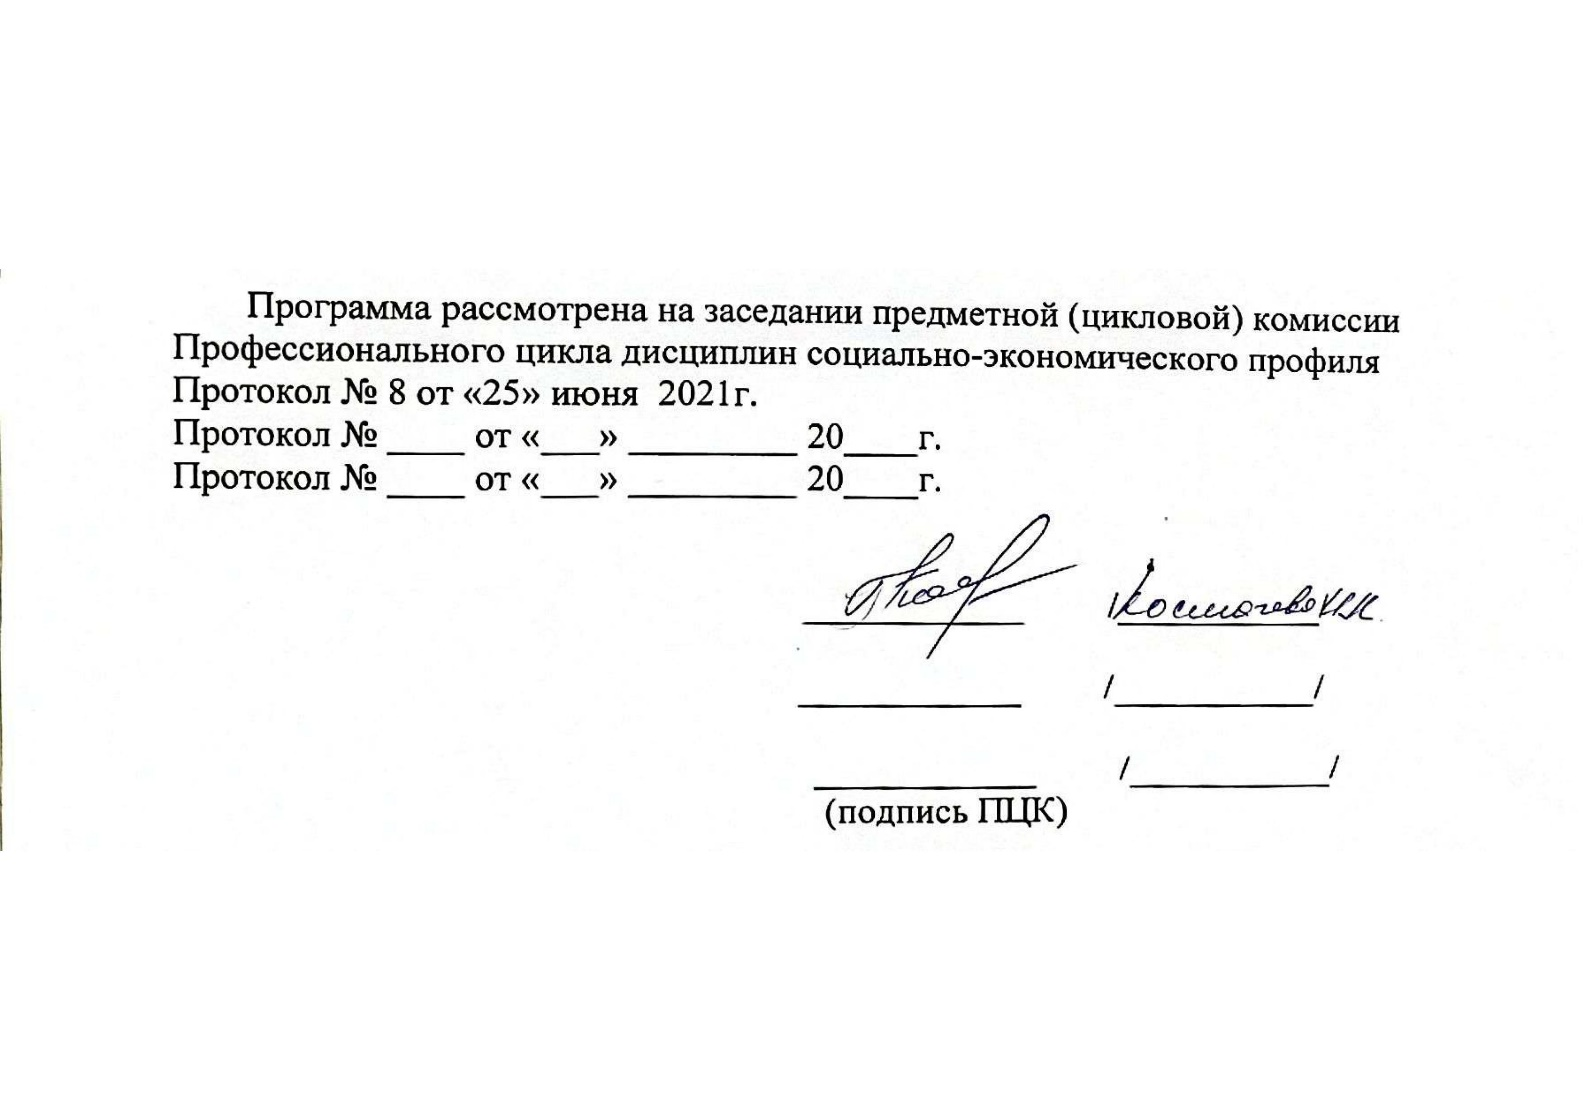 Программа рассмотрена на заседании предметной (цикловой) комиссии
Профессионального цикла дисциплин социально-экономического профиля
Протокол № 8 от «25» июня 2021г.
Протокол № ____ от «___» _________ 20____г.
Протокол № ____ от «___» _________ 20____г.
/ /
/ /
(подпись ПЦК)